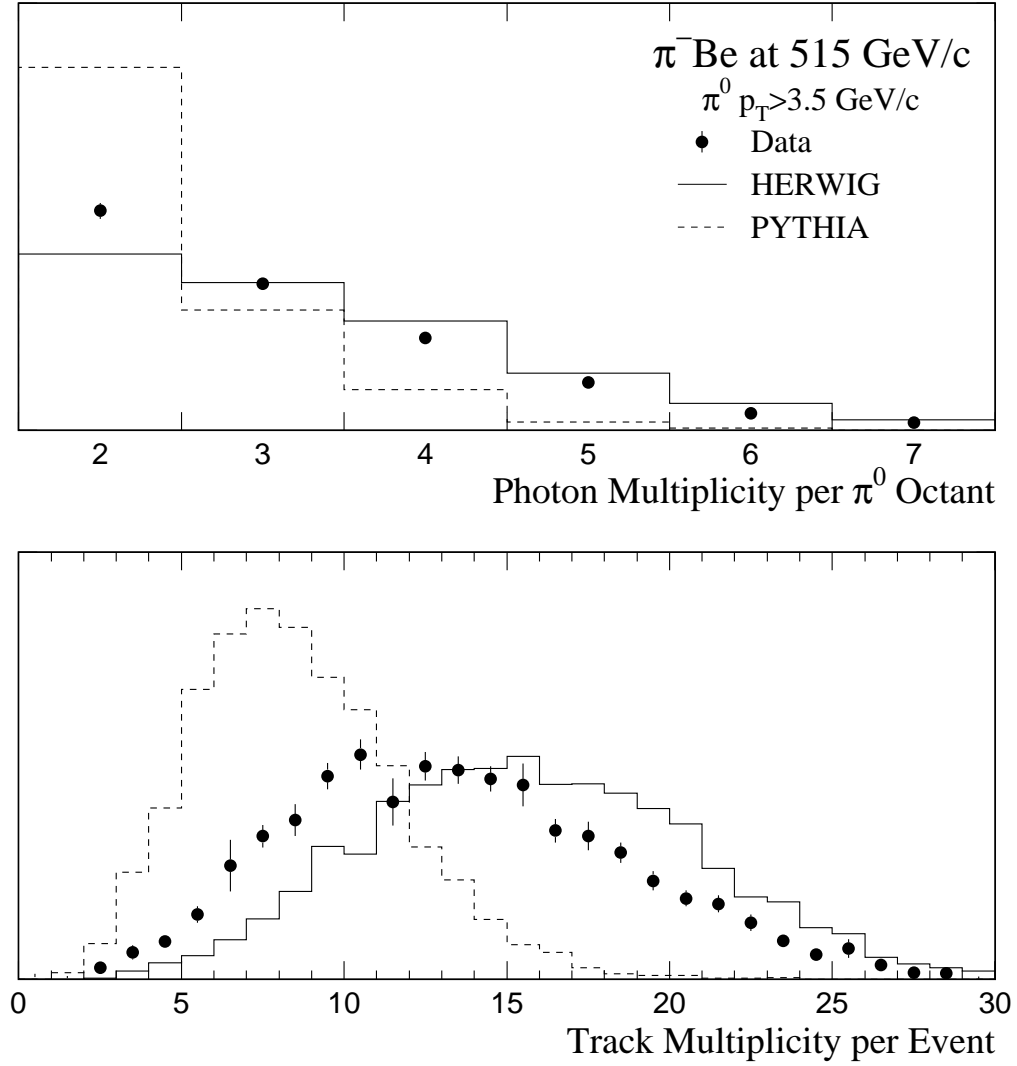 π⁻Be at 515 GeV/c
π⁰ p_T>3.5 GeV/c
Data
HERWIG
PYTHIA
2 3 4 5 6 7
Photon Multiplicity per π⁰ Octant
0 5 10 15 20 25 30
Track Multiplicity per Event